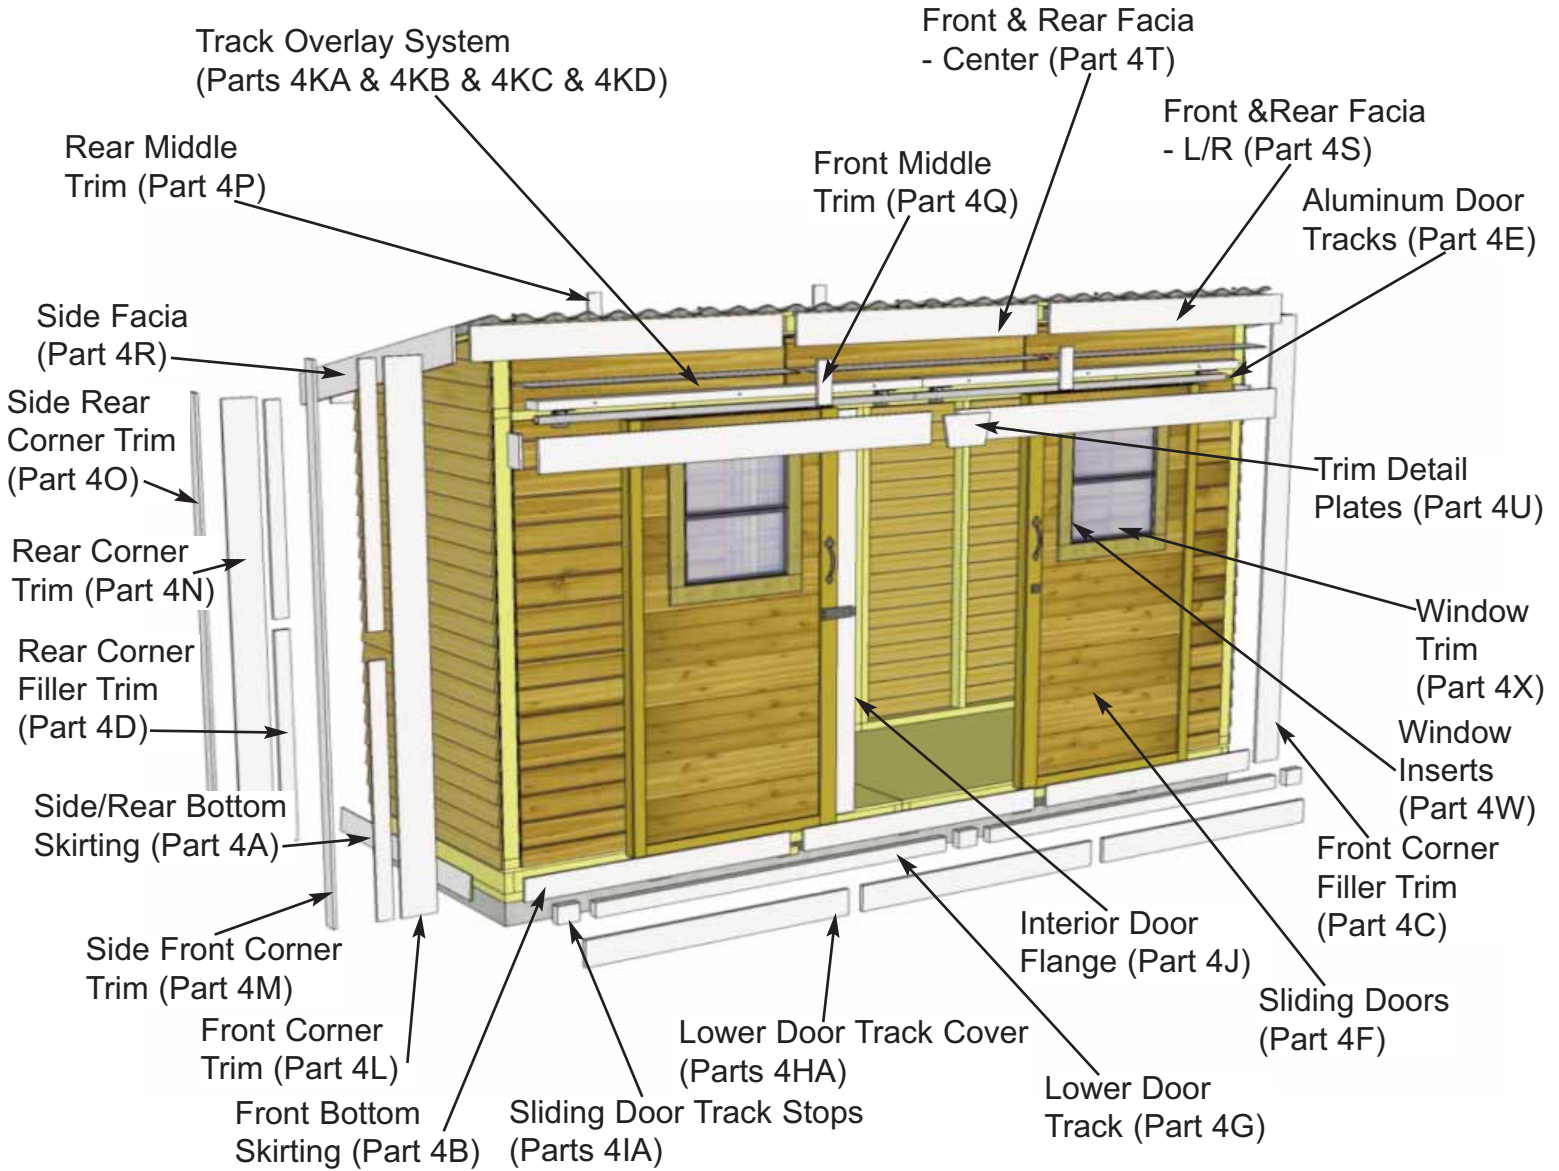 Track Overlay System
(Parts 4KA & 4KB & 4KC & 4KD)
Front & Rear Facia
- Center (Part 4T)
Front &Rear Facia
- L/R (Part 4S)
Rear Middle
Trim (Part 4P)
Front Middle
Trim (Part 4Q)
Aluminum Door
Tracks (Part 4E)
Side Facia
(Part 4R)
Side Rear
Corner Trim
(Part 4O)
Trim Detail
Plates (Part 4U)
Rear Corner
Trim (Part 4N)
Window
Trim
(Part 4X)
Rear Corner
Filler Trim
(Part 4D)
Window
Inserts
(Part 4W)
Side/Rear Bottom
Skirting (Part 4A)
Front Corner
Filler Trim
(Part 4C)
Side Front Corner
Trim (Part 4M)
Interior Door
Flange (Part 4J)
Sliding Doors
(Part 4F)
Front Corner
Trim (Part 4L)
Lower Door Track Cover
(Parts 4HA)
Lower Door
Track (Part 4G)
Front Bottom
Skirting (Part 4B)
Sliding Door Track Stops
(Parts 4IA)